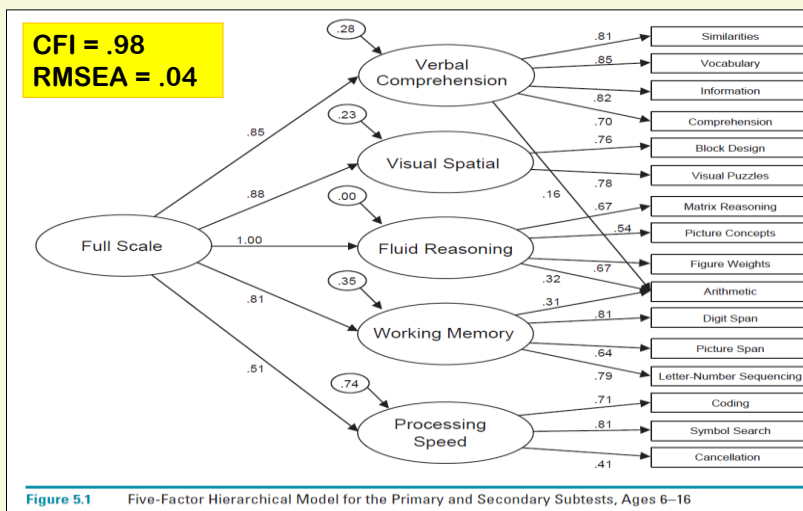 CFI = .98
RMSEA = .04
.28
Verbal
Comprehension
.81
Similarities
.85
Vocabulary
Information
.82
Comprehension
.70
.23
Visual Spatial
.76
Block Design
.78
Visual Puzzles
.85
.88
.16
.00
Fluid Reasoning
.67
Matrix Reasoning
.54
Picture Concepts
.67
Figure Weights
.32
Full Scale
1.00
.35
Working Memory
.31
Arithmetic
.81
Digit Span
.64
Picture Span
.79
Letter-Number Sequencing
.81
.51
.74
Processing
Speed
.71
Coding
.81
Symbol Search
.41
Cancellation
Figure 5.1 Five-Factor Hierarchical Model for the Primary and Secondary Subtests, Ages 6–16